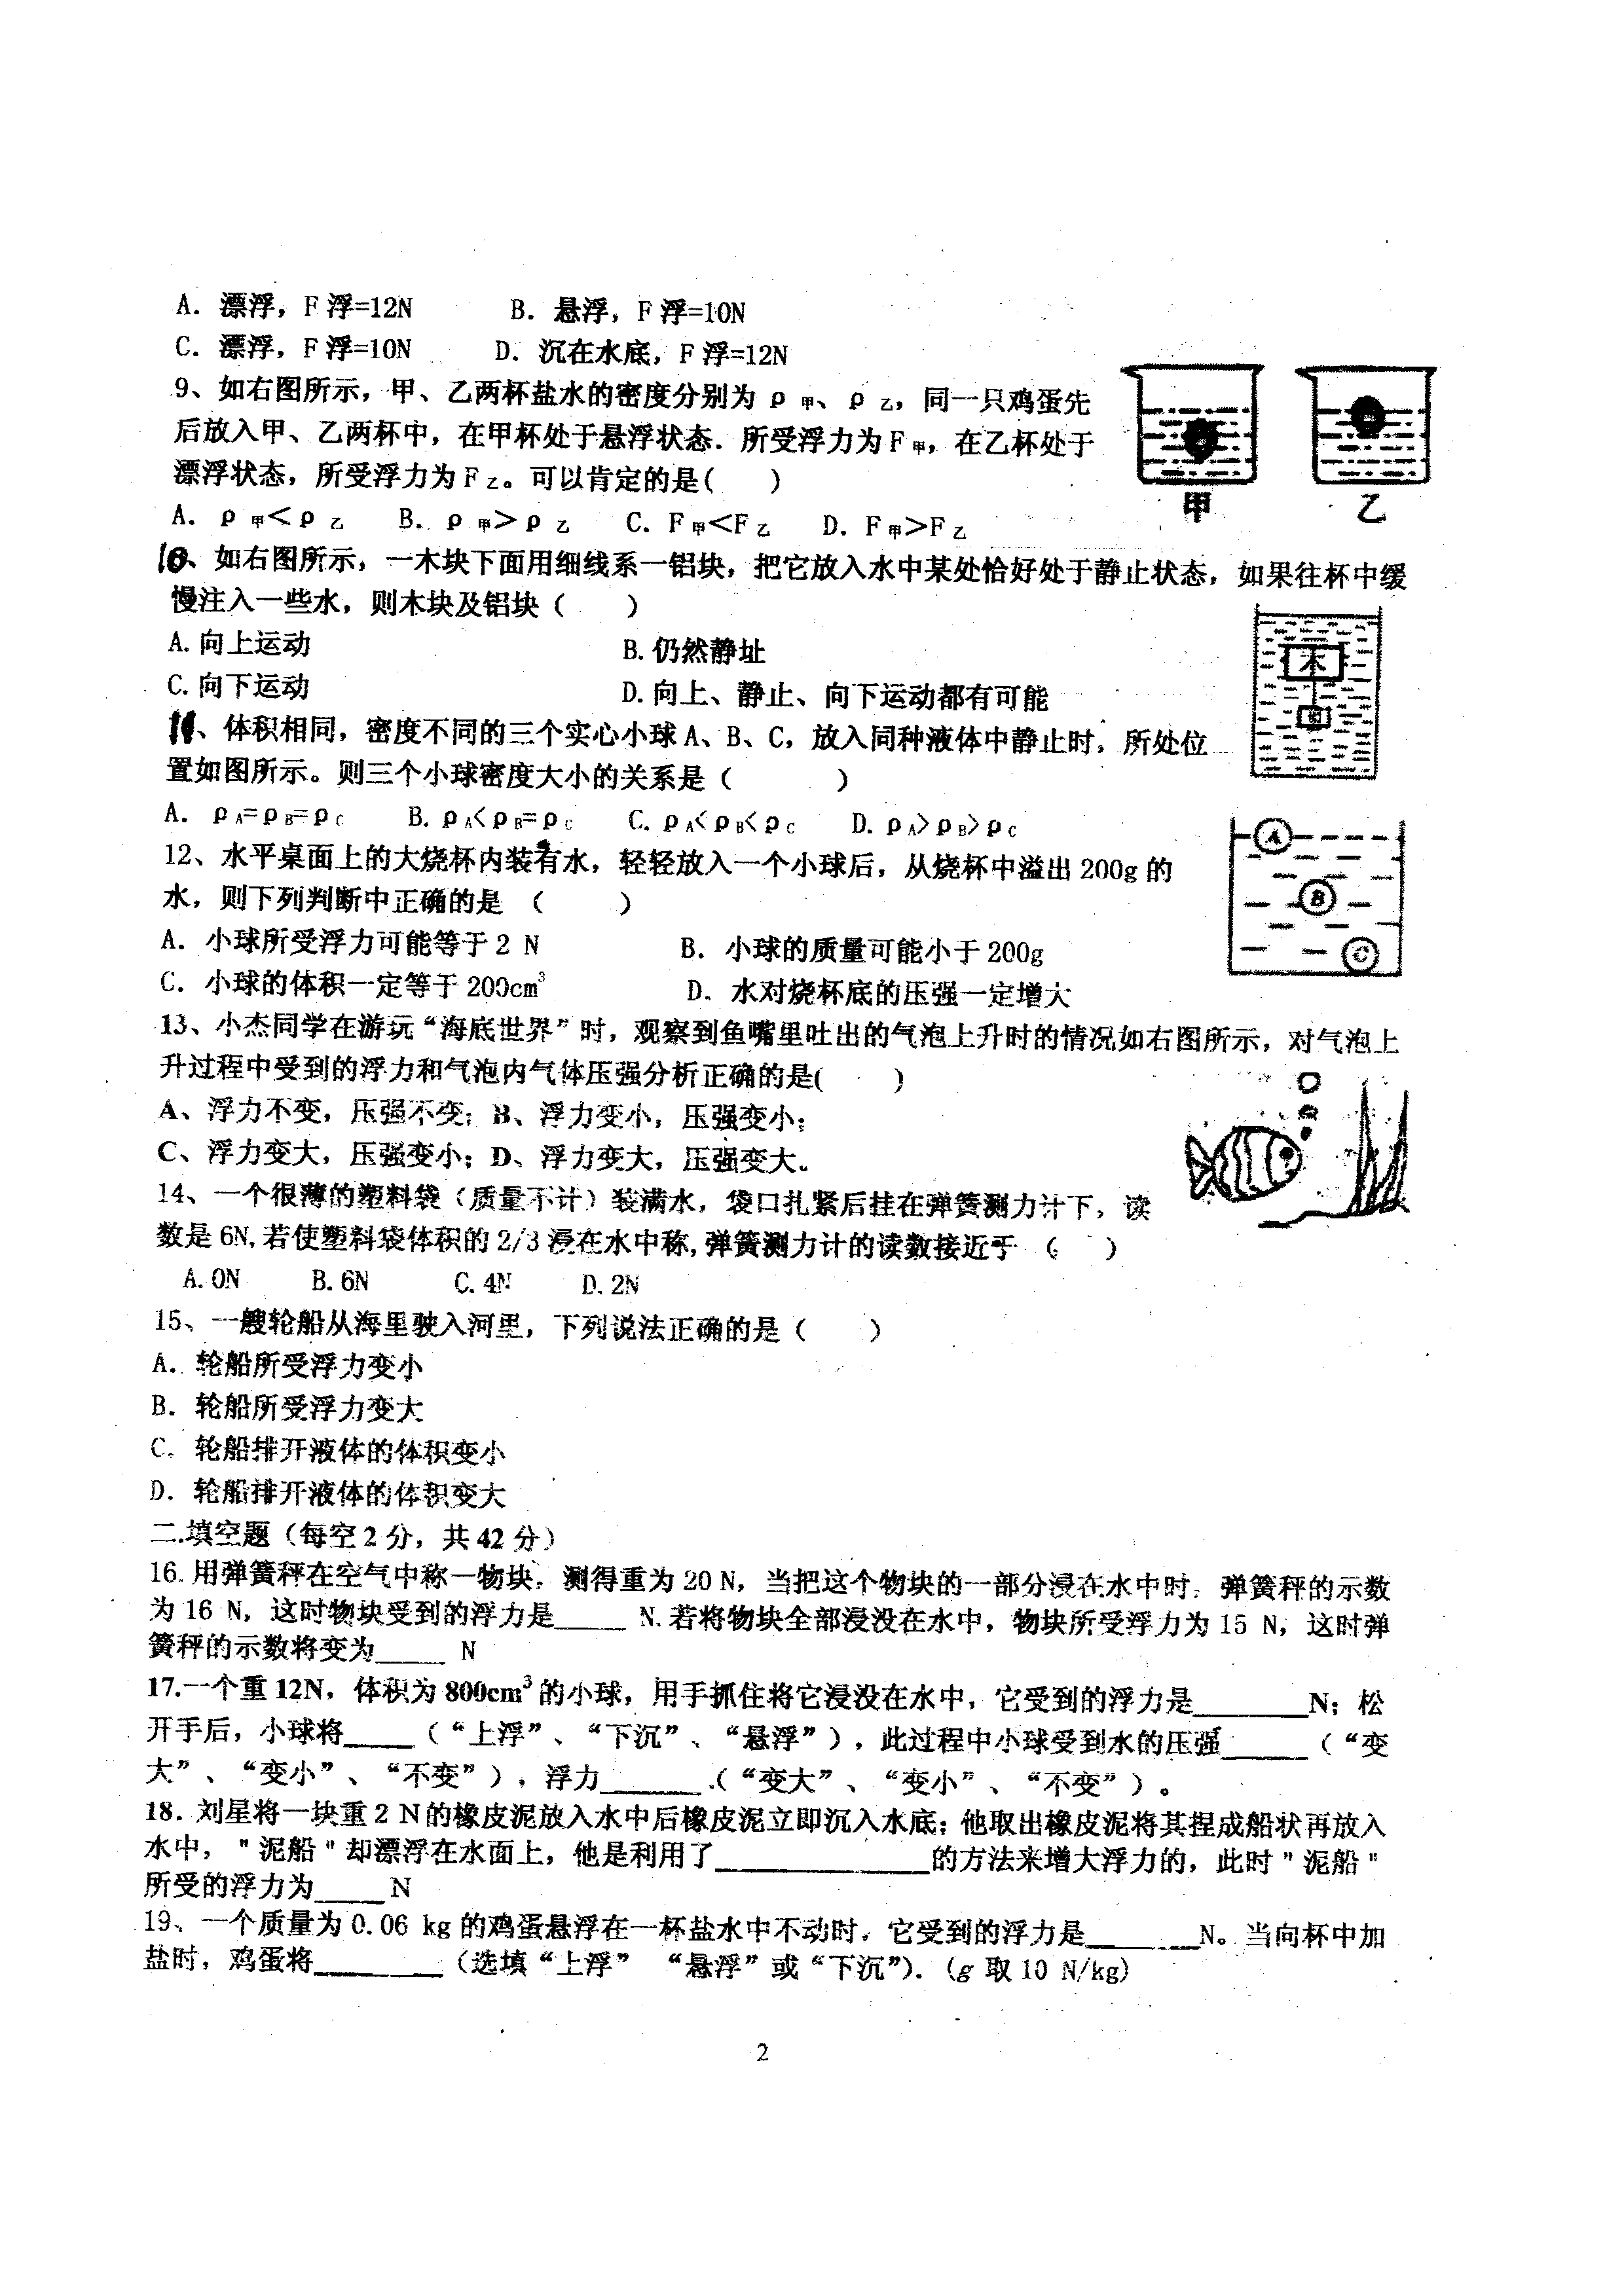 A. 漂浮，F 浮=12N B. 悬浮，F 浮=10N
C. 漂浮，F 浮=10N D. 沉在水底，F 浮=12N
9、如右图所示，甲、乙两杯盐水的密度分别为 ρ 甲、ρ 乙，同一只鸡蛋先
后放入甲、乙两杯中，在甲杯处于悬浮状态．所受浮力为 F 甲，在乙杯处于
漂浮状态，所受浮力为 F 乙。可以肯定的是( )
A. ρ 甲＜ρ 乙 B. ρ 甲＞ρ 乙 C. F 甲＜F 乙 D. F 甲＞F 乙
甲 乙
10、如右图所示，一木块下面用细线系一铝块，把它放入水中某处恰好处于静止状态，如果往杯中缓
慢注入一些水，则木块及铝块（ ）
A. 向上运动 B. 仍然静址
C. 向下运动 D. 向上、静止、向下运动都有可能
木
11、体积相同，密度不同的三个实心小球 A、B、C，放入同种液体中静止时，所处位
置如图所示。则三个小球密度大小的关系是（ ）
A. ρA=ρB=ρC B. ρA<ρB=ρC C. ρA<ρB<ρC D. ρA>ρB>ρC
A
B
C
12、水平桌面上的大烧杯内装有水，轻轻放入一个小球后，从烧杯中溢出 200g 的
水，则下列判断中正确的是 （ ）
A. 小球所受浮力可能等于 2 N B. 小球的质量可能小于 200g
C. 小球的体积一定等于 200cm³ D. 水对烧杯底的压强一定增大
13、小杰同学在游玩“海底世界”时，观察到鱼嘴里吐出的气泡上升时的情况如右图所示，对气泡上
升过程中受到的浮力和气泡内气体压强分析正确的是( )
A、浮力不变，压强不变；B、浮力变小，压强变小；
C、浮力变大，压强变小；D、浮力变大，压强变大。
14、一个很薄的塑料袋（质量不计）装满水，袋口扎紧后挂在弹簧测力计下，读
数是 6N,若使塑料袋体积的 2/3 浸在水中称,弹簧测力计的读数接近于 （ ）
A. 0N B. 6N C. 4N D. 2N
15、一艘轮船从海里驶入河里，下列说法正确的是（ ）
A. 轮船所受浮力变小
B. 轮船所受浮力变大
C. 轮船排开液体的体积变小
D. 轮船排开液体的体积变大
二.填空题（每空 2 分，共 42 分）
16. 用弹簧秤在空气中称一物块，测得重为 20 N，当把这个物块的一部分浸在水中时，弹簧秤的示数
为 16 N，这时物块受到的浮力是_____ N.若将物块全部浸没在水中，物块所受浮力为 15 N，这时弹
簧秤的示数将变为_____ N
17.一个重 12N，体积为 800cm³ 的小球，用手抓住将它浸没在水中，它受到的浮力是________N；松
开手后，小球将_____（“上浮”、“下沉”、“悬浮”），此过程中小球受到水的压强______（“变
大”、“变小”、“不变”），浮力_______.（“变大”、“变小”、“不变”）。
18. 刘星将一块重 2 N 的橡皮泥放入水中后橡皮泥立即沉入水底；他取出橡皮泥将其捏成船状再放入
水中，"泥船"却漂浮在水面上，他是利用了_______________的方法来增大浮力的，此时"泥船"
所受的浮力为_____N
19、一个质量为 0.06 kg 的鸡蛋悬浮在一杯盐水中不动时，它受到的浮力是________N。当向杯中加
盐时，鸡蛋将_________（选填“上浮” “悬浮”或“下沉”）．(g 取 10 N/kg)
2